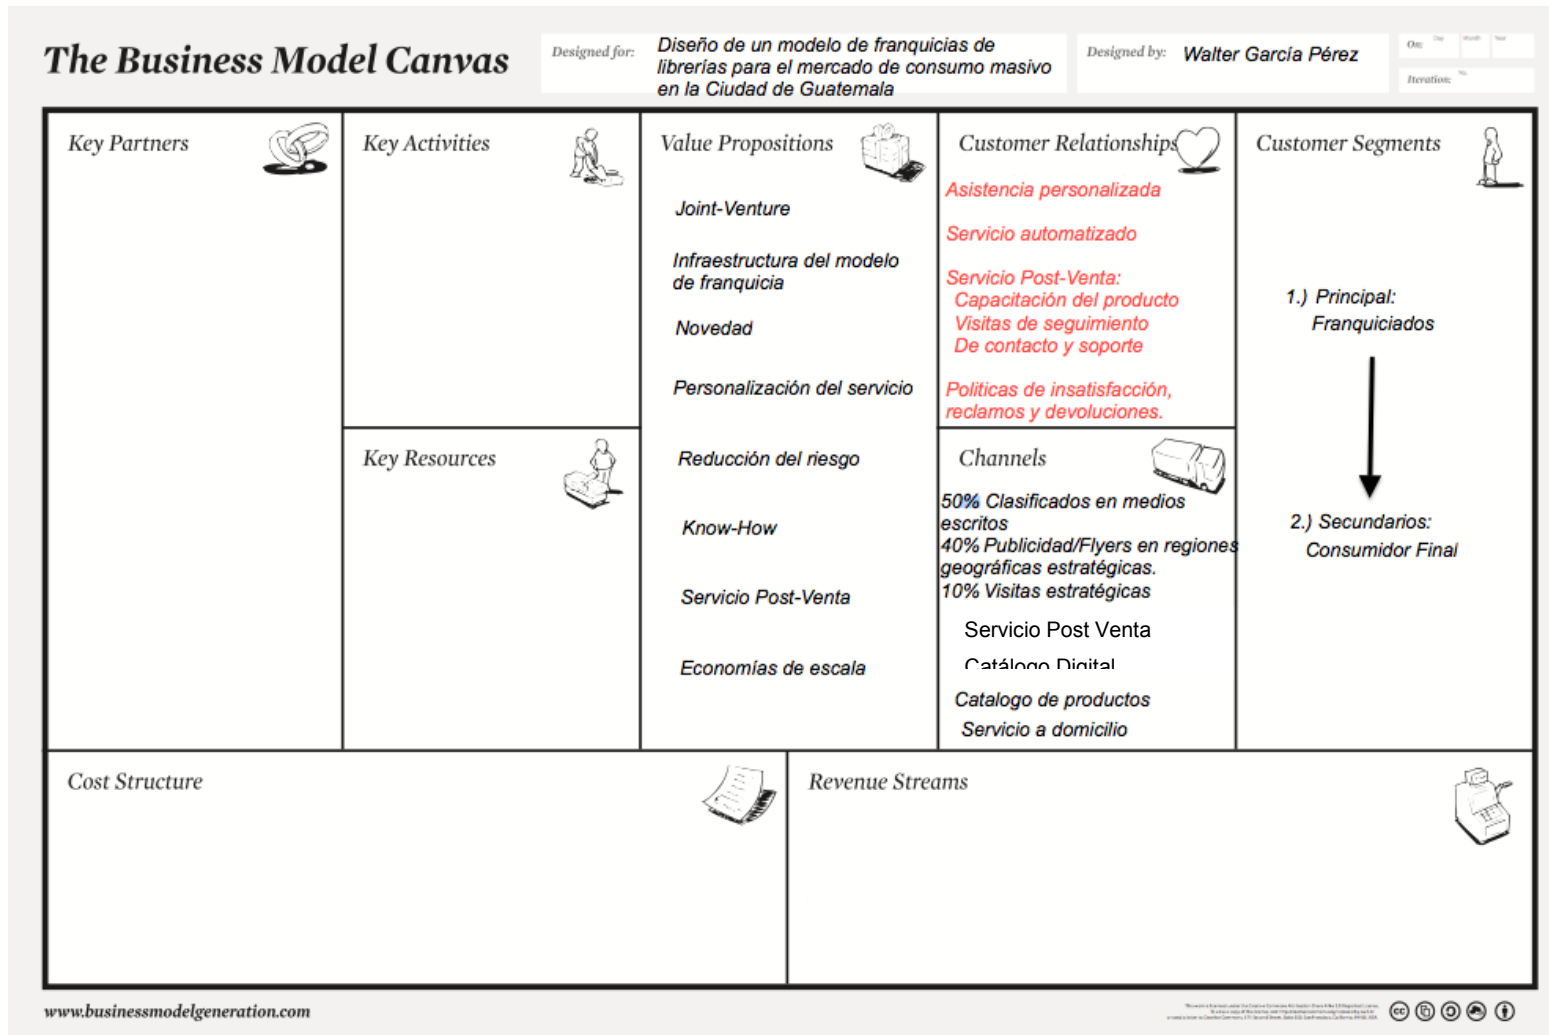 The Business Model Canvas
Designed for:
Diseño de un modelo de franquicias de
librerías para el mercado de consumo masivo
en la Ciudad de Guatemala
Designed by:
Walter García Pérez
On:
Day
Month
Year
Iteration:
No.
Key Partners
Key Activities
Key Resources
Value Propositions
Joint-Venture
Infraestructura del modelo
de franquicia
Novedad
Personalización del servicio
Reducción del riesgo
Know-How
Servicio Post-Venta
Economías de escala
Customer Relationships
Asistencia personalizada
Servicio automatizado
Servicio Post-Venta:
Capacitación del producto
Visitas de seguimiento
De contacto y soporte
Politicas de insatisfacción,
reclamos y devoluciones.
Channels
50% Clasificados en medios
escritos
40% Publicidad/Flyers en regiones
geográficas estratégicas.
10% Visitas estratégicas
Servicio Post Venta
Catálogo Digital
Catalogo de productos
Servicio a domicilio
Customer Segments
1.) Principal:
Franquiciados
2.) Secundarios:
Consumidor Final
Cost Structure
Revenue Streams
www.businessmodelgeneration.com
cc